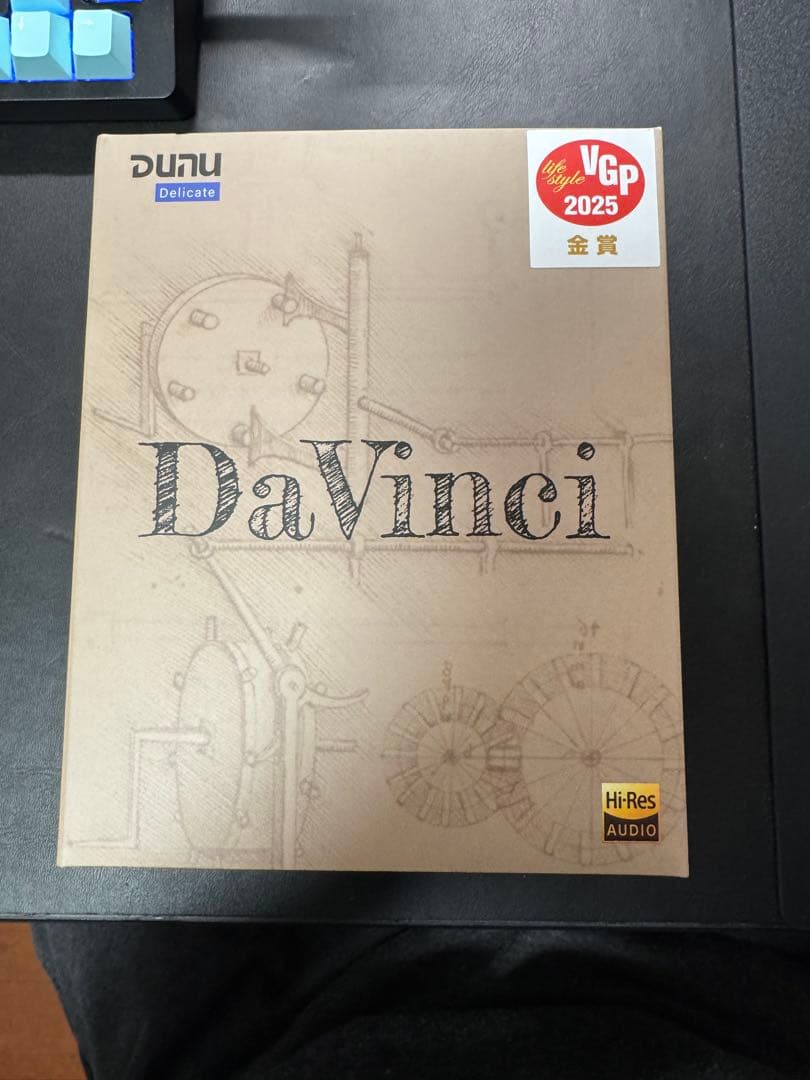 DUNU
Delicate
life style VGP
2025
金賞
DaVinci
Hi-Res
AUDIO